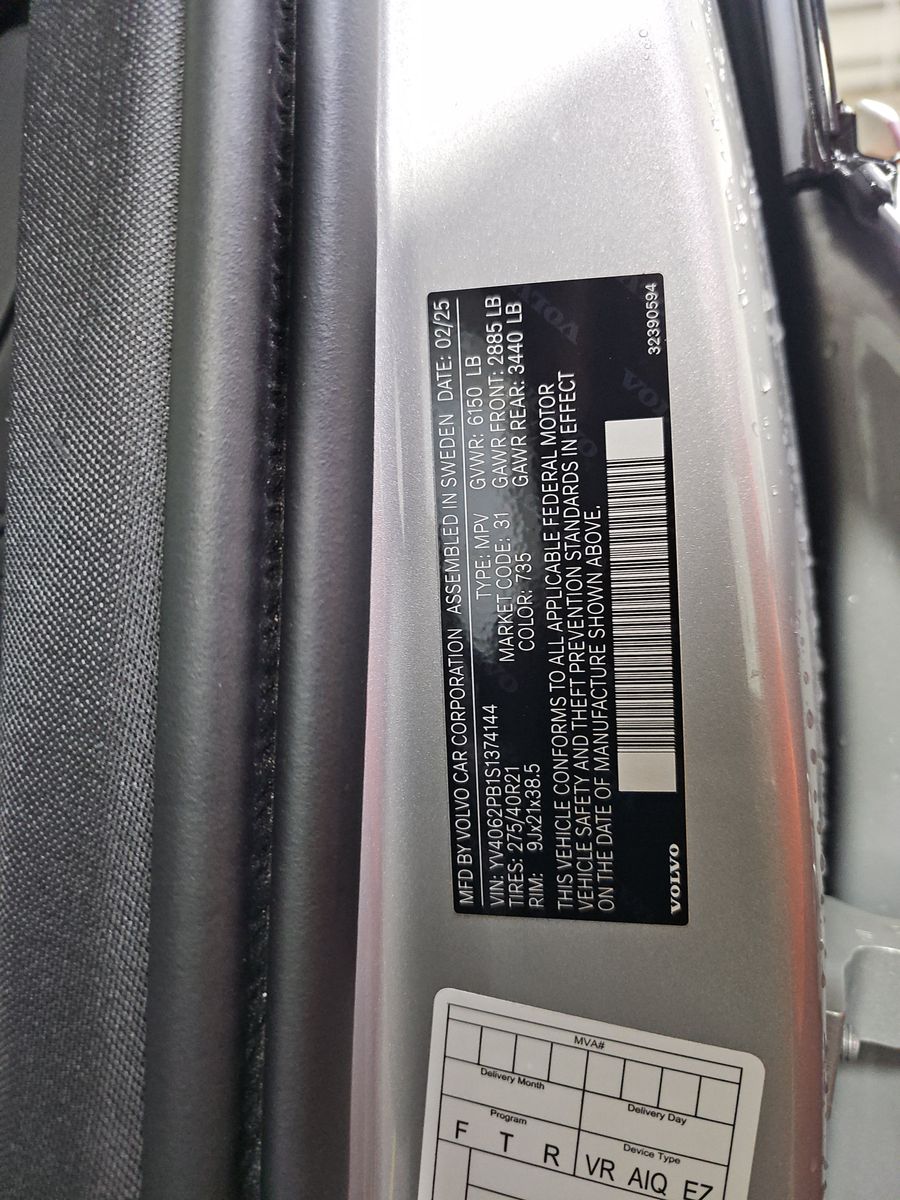 MFD BY VOLVO CAR CORPORATION ASSEMBLED IN SWEDEN DATE: 02/25
VIN: YV4062PB1S1374144 TYPE: MPV GVWR: 6150 LB
TIRES: 275/40R21 MARKET CODE: 31 GAWR FRONT: 2885 LB
RIM: 9Jx21x38.5 COLOR: 735 GAWR REAR: 3440 LB
THIS VEHICLE CONFORMS TO ALL APPLICABLE FEDERAL MOTOR
VEHICLE SAFETY AND THEFT PREVENTION STANDARDS IN EFFECT
ON THE DATE OF MANUFACTURE SHOWN ABOVE.
VOLVO 32390594
MVA#
Delivery Month Delivery Day
Program Device Type
F T R VR AIQ EZ